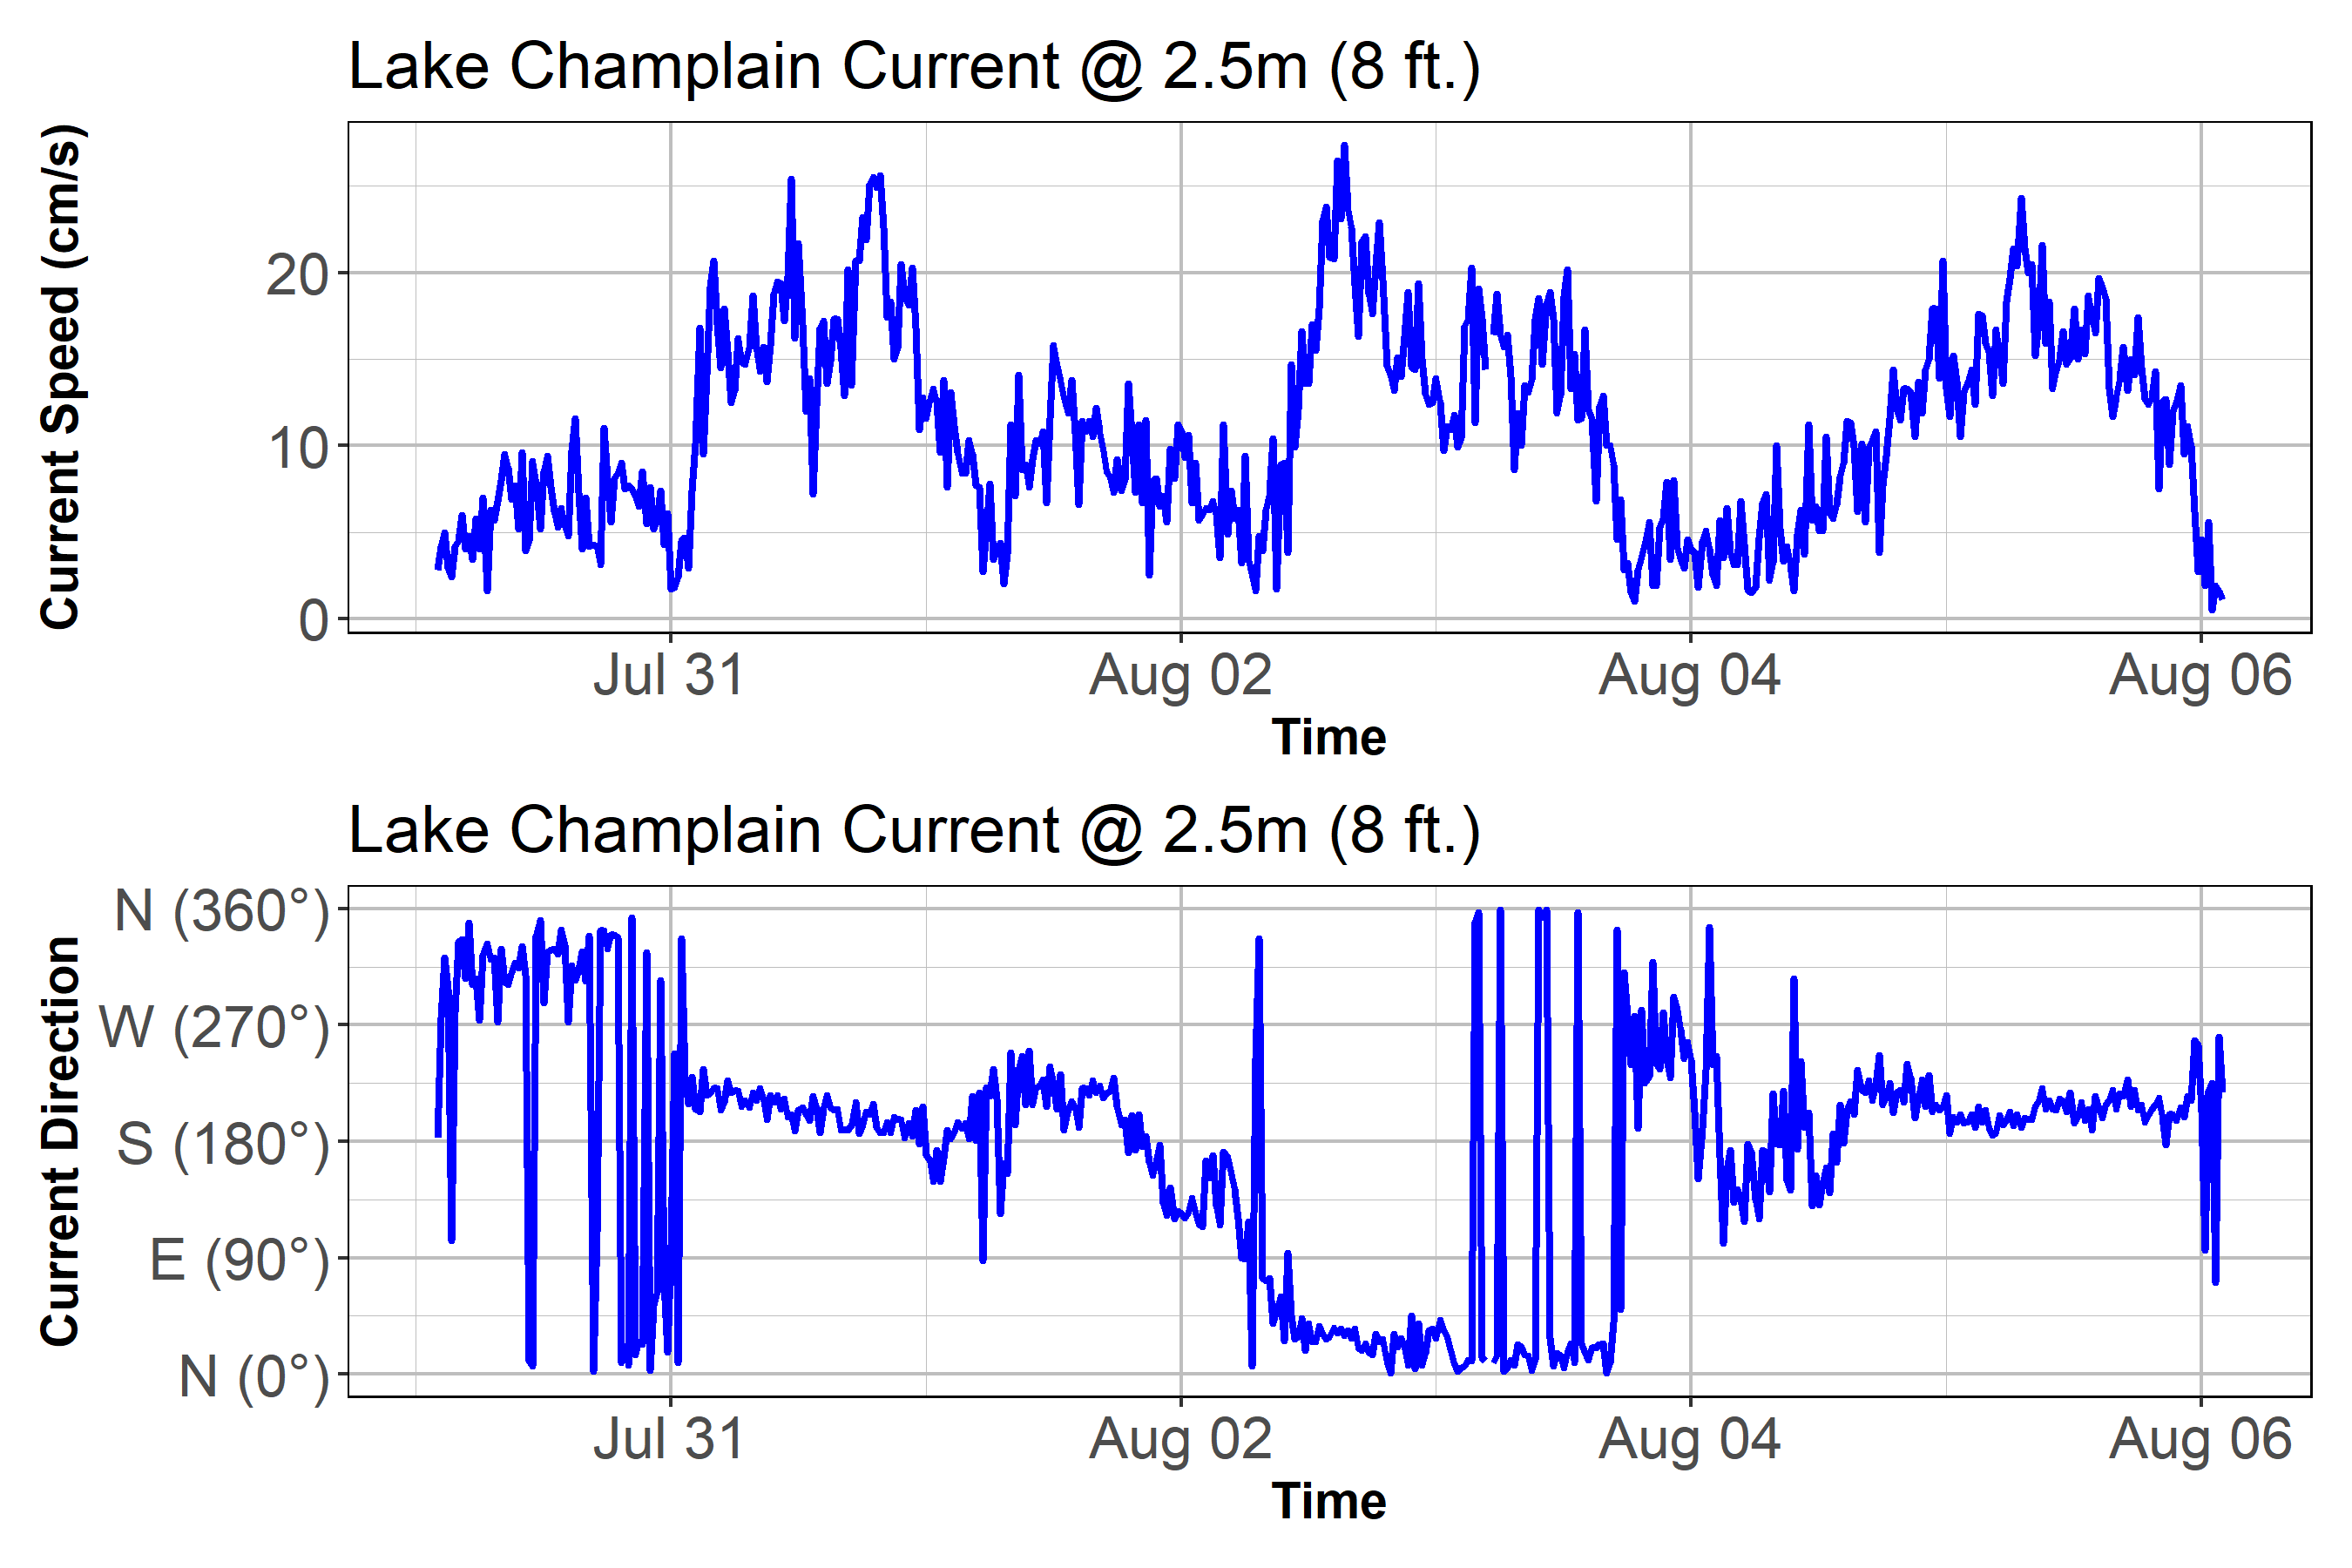 Lake Champlain Current @ 2.5m (8 ft.)
Current Speed (cm/s)
20
10
0
Jul 31 Aug 02 Aug 04 Aug 06
Time
Lake Champlain Current @ 2.5m (8 ft.)
Current Direction
N (360°)
W (270°)
S (180°)
E (90°)
N (0°)
Jul 31 Aug 02 Aug 04 Aug 06
Time